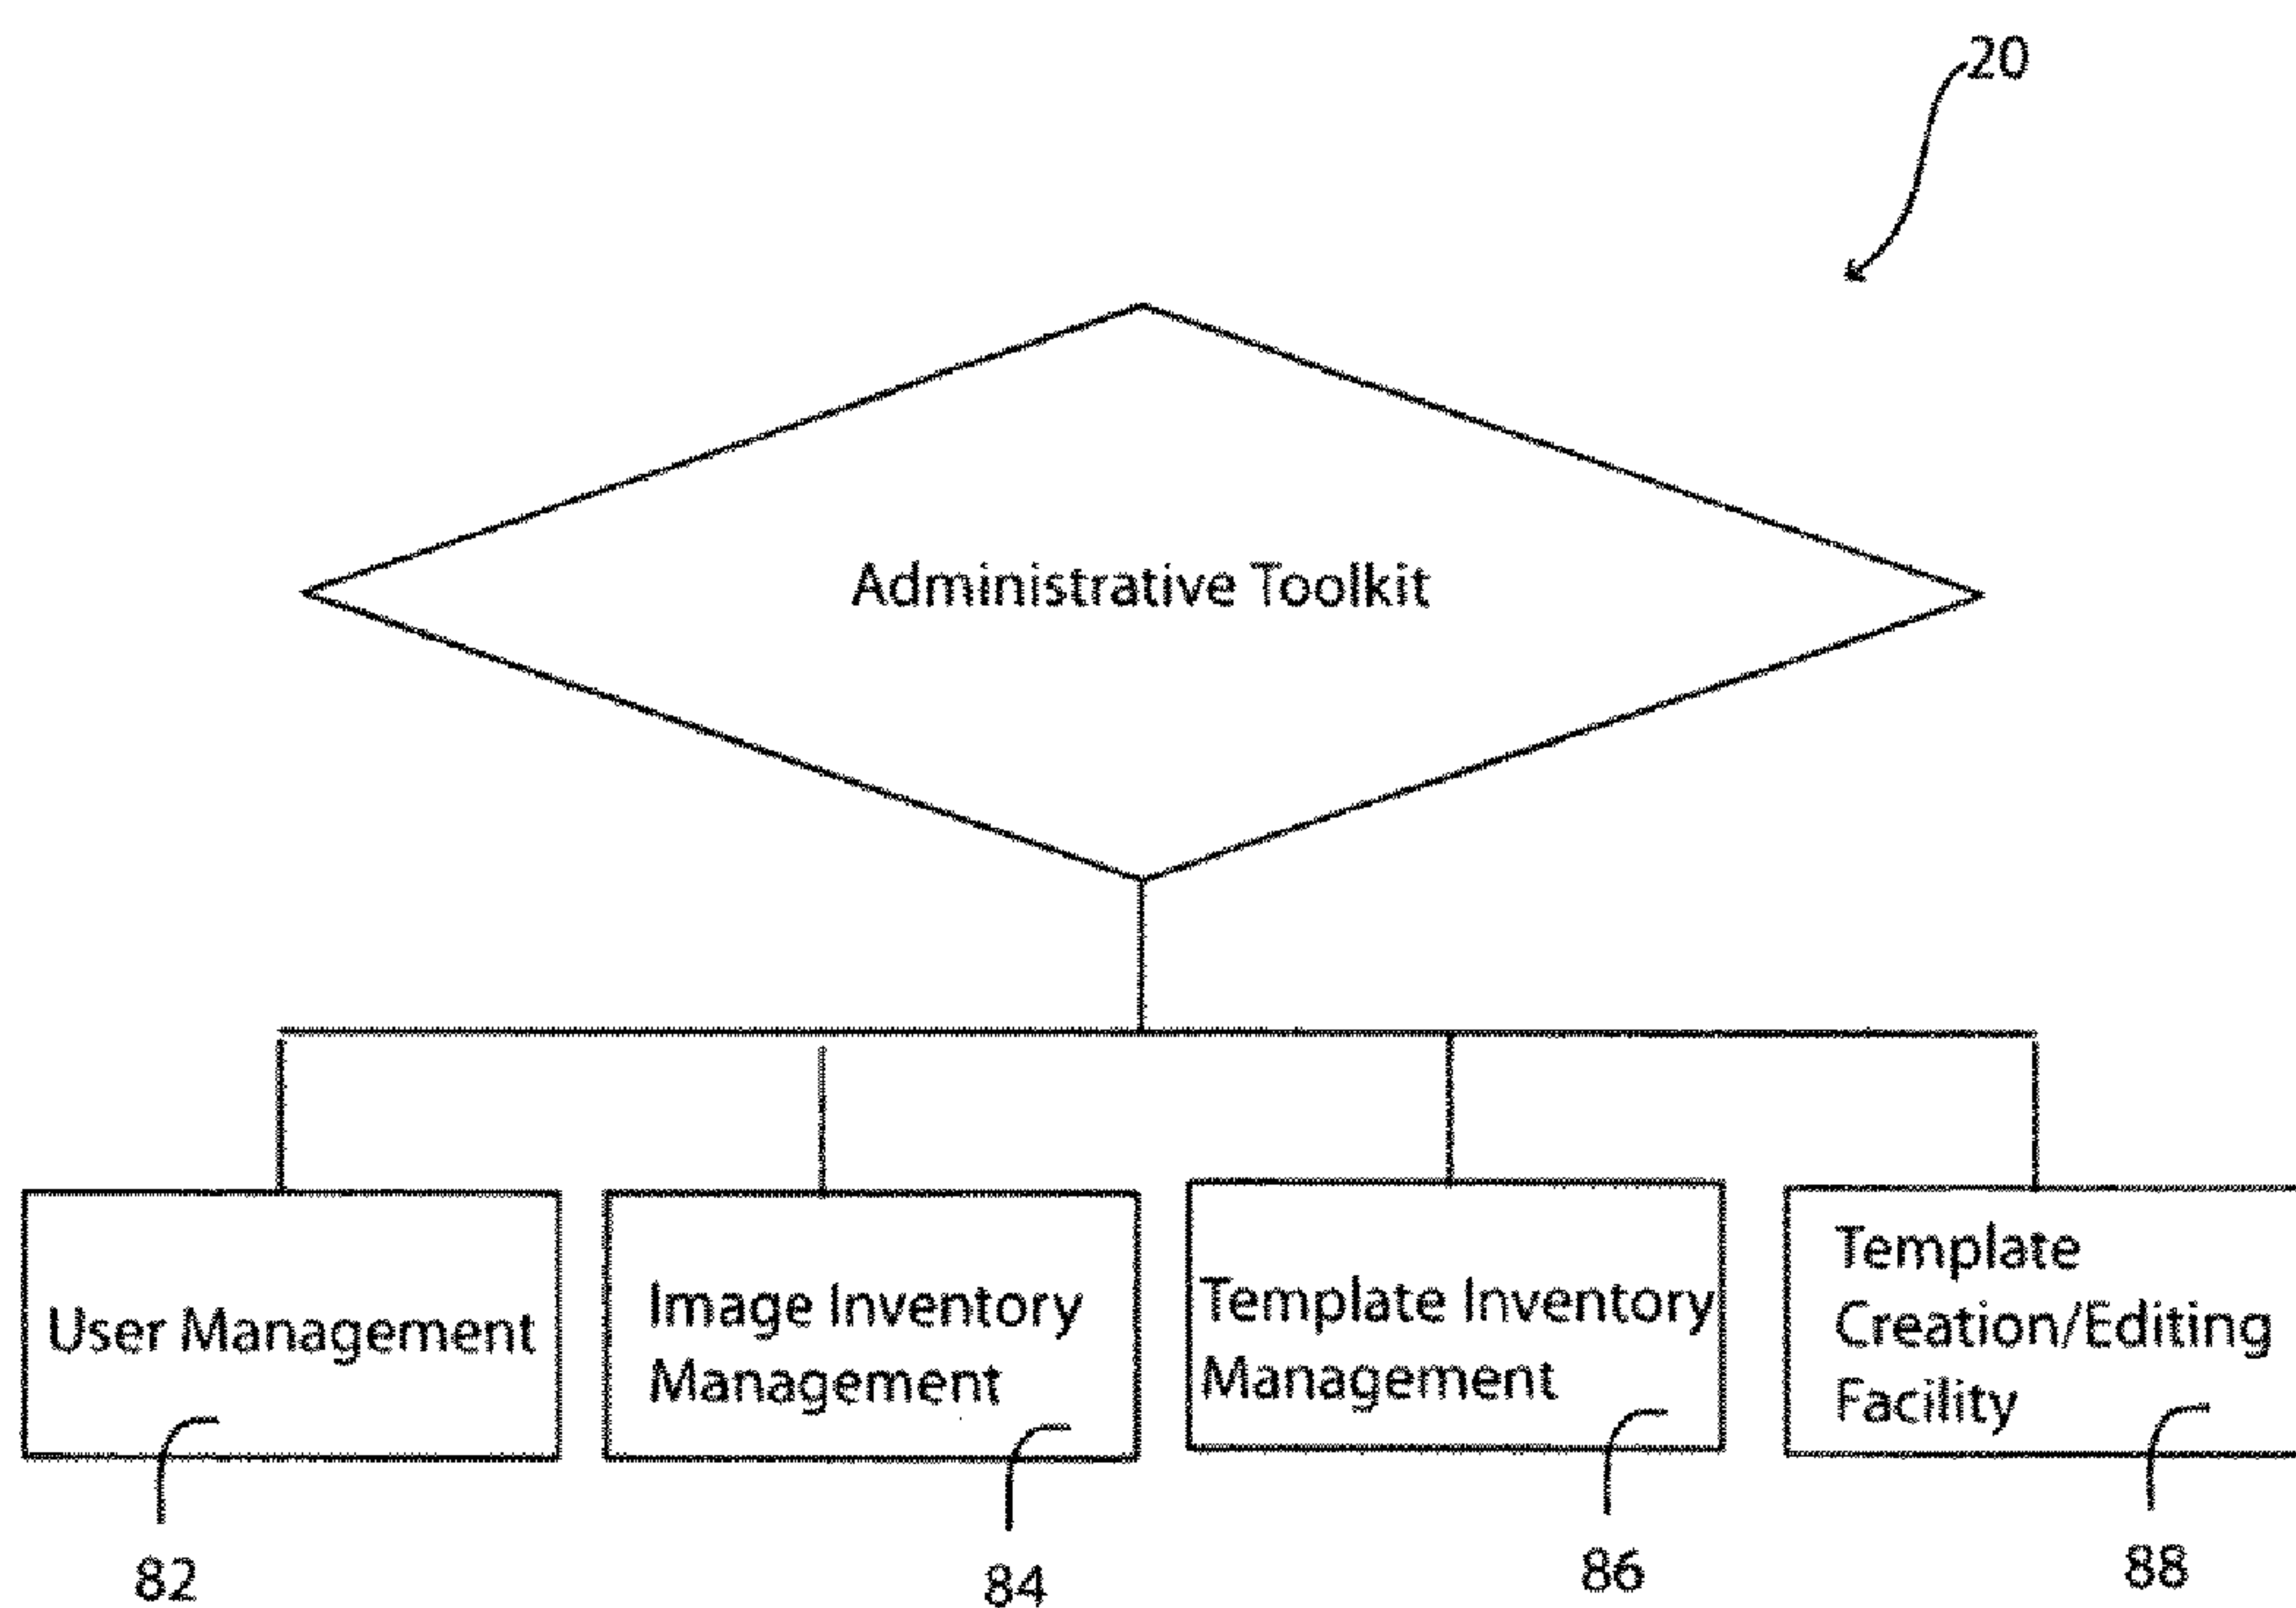 20
Administrative Toolkit
User Management
Image Inventory
Management
Template Inventory
Management
Template
Creation/Editing
Facility
82
84
86
88